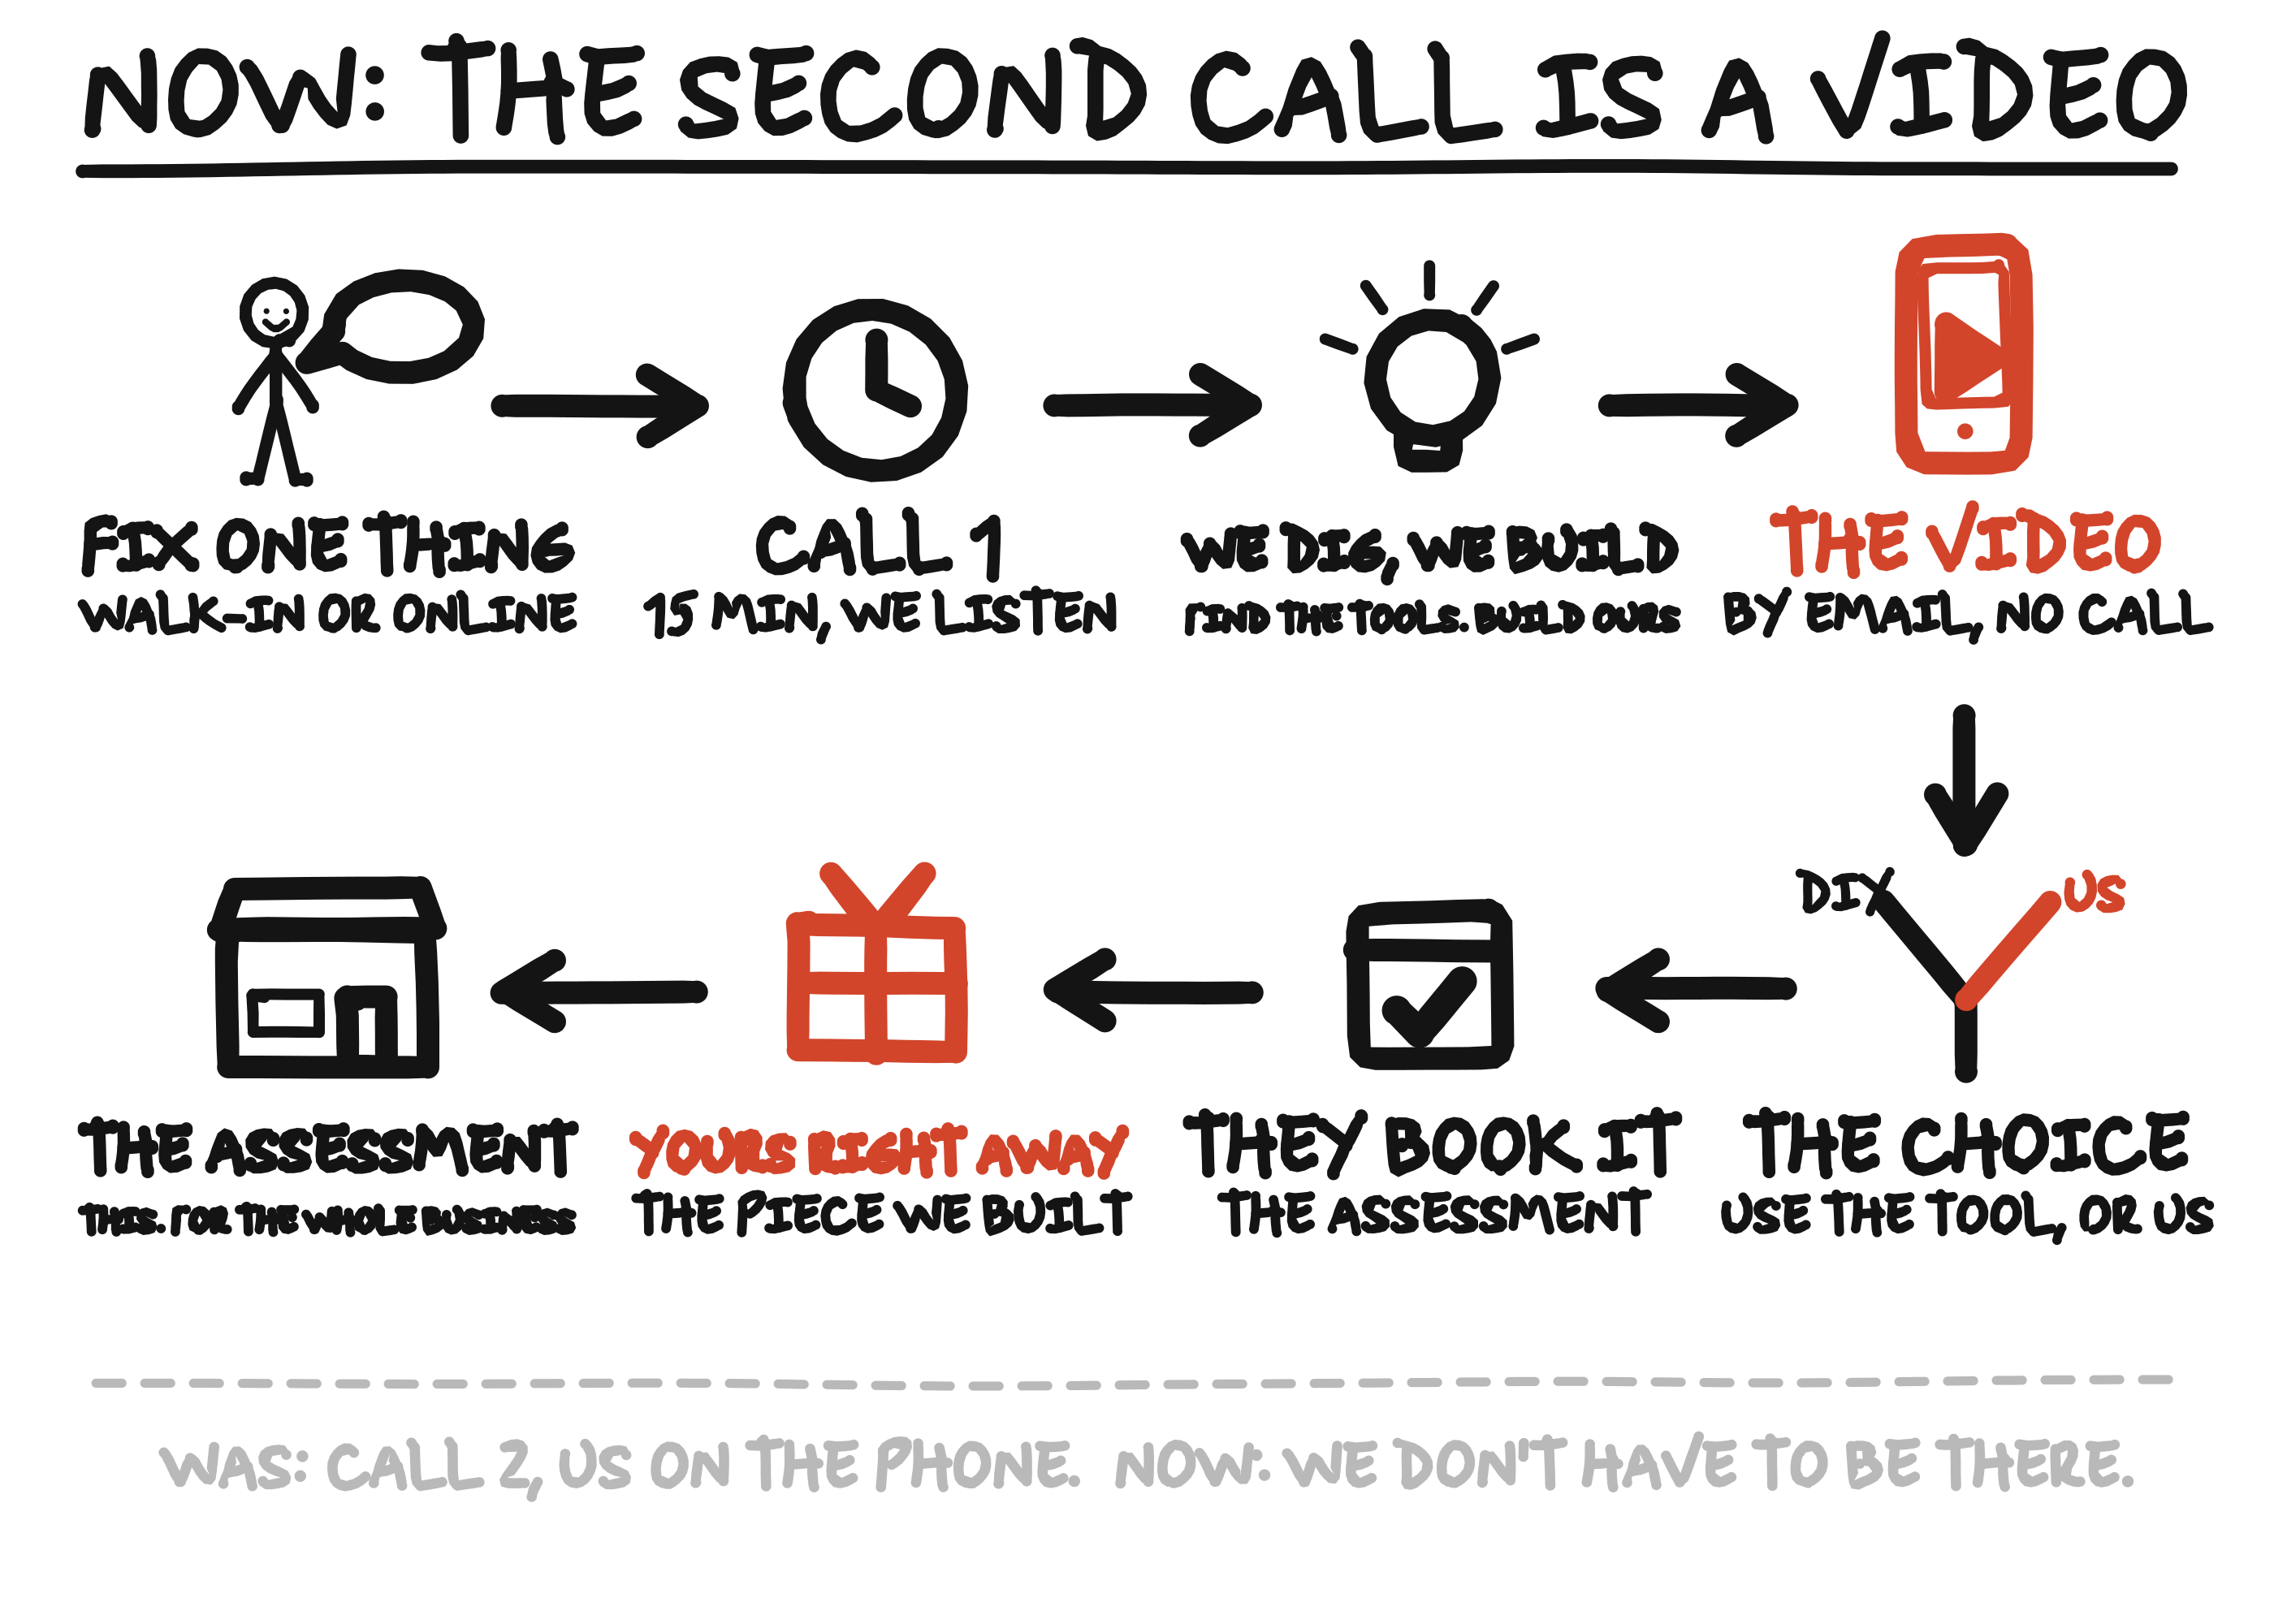 NOW: THE SECOND CALL IS A VIDEO
FIX ONE THING
WALK-IN OR ONLINE
CALL 1
15 MIN, WE LISTEN
WE DIG, WE BUILD
FIND THE TOOLS. BUILD OURS
THE VIDEO
BY EMAIL, NO CALL
DIY
US
THE ASSESSMENT
THIS. FOR THE WHOLE BUSINESS
YOURS RIGHT AWAY
THE PIECE WE BUILT
THEY BOOK IT
THE ASSESSMENT
THE CHOICE
USE THE TOOL, OR US
WAS: CALL 2, US ON THE PHONE. NOW: WE DON'T HAVE TO BE THERE.